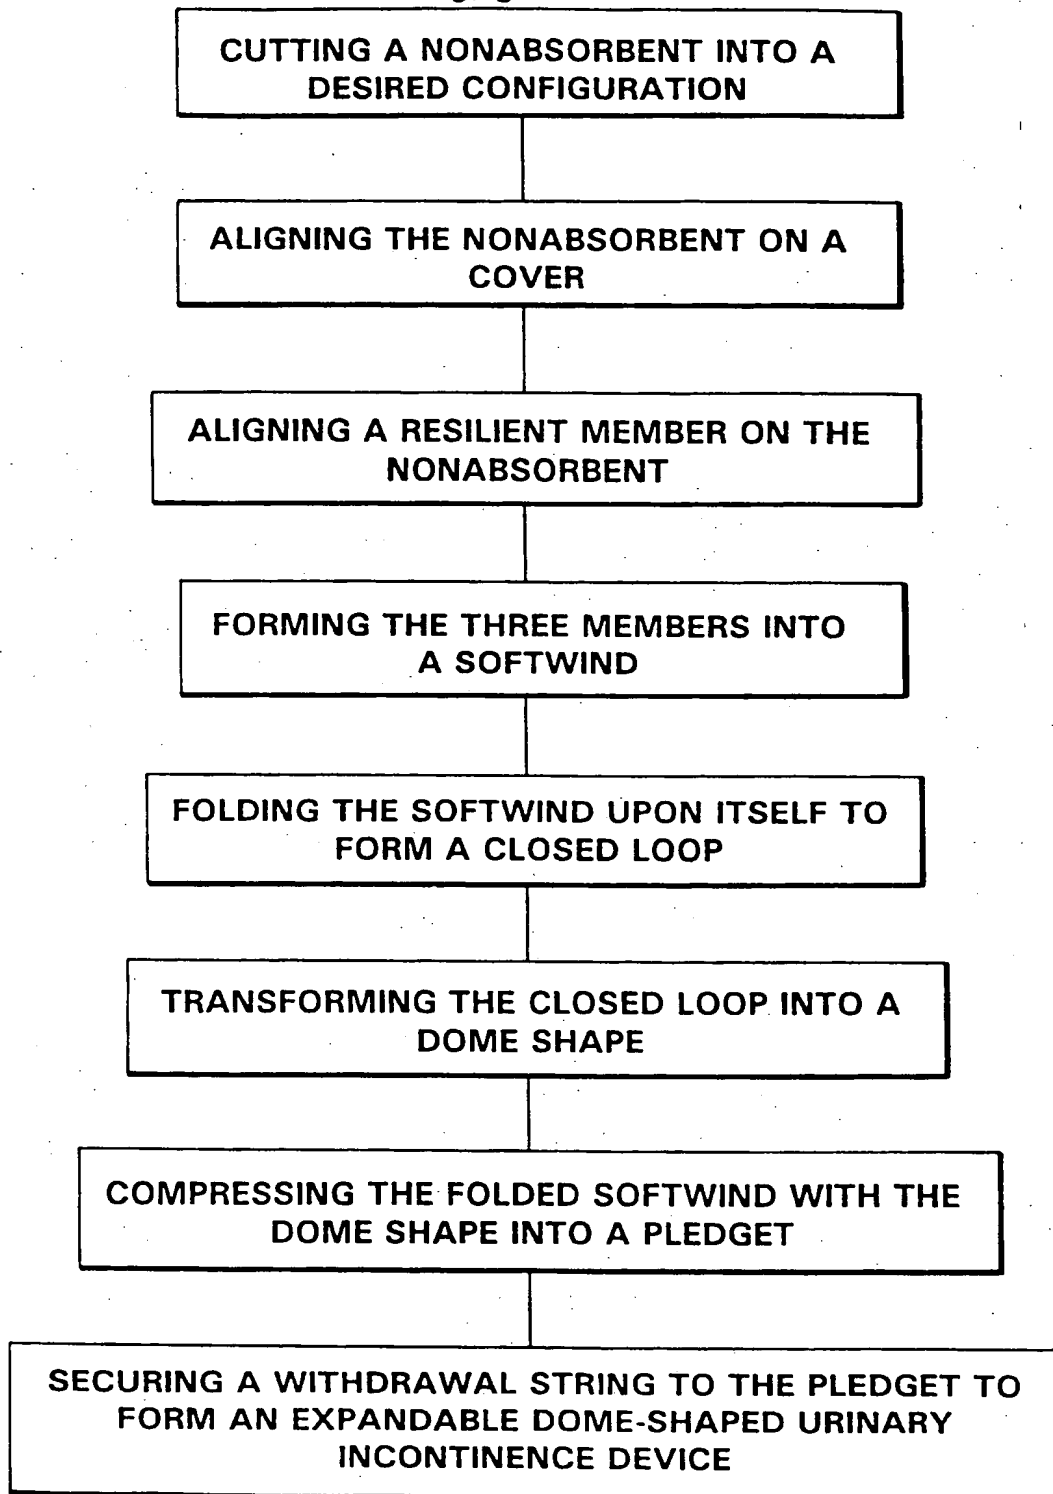 CUTTING A NONABSORBENT INTO A
DESIRED CONFIGURATION
ALIGNING THE NONABSORBENT ON A
COVER
ALIGNING A RESILIENT MEMBER ON THE
NONABSORBENT
FORMING THE THREE MEMBERS INTO
A SOFTWIND
FOLDING THE SOFTWIND UPON ITSELF TO
FORM A CLOSED LOOP
TRANSFORMING THE CLOSED LOOP INTO A
DOME SHAPE
COMPRESSING THE FOLDED SOFTWIND WITH THE
DOME SHAPE INTO A PLEDGET
SECURING A WITHDRAWAL STRING TO THE PLEDGET TO
FORM AN EXPANDABLE DOME-SHAPED URINARY
INCONTINENCE DEVICE